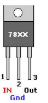 78XX
1 2 3
IN Out
Gnd